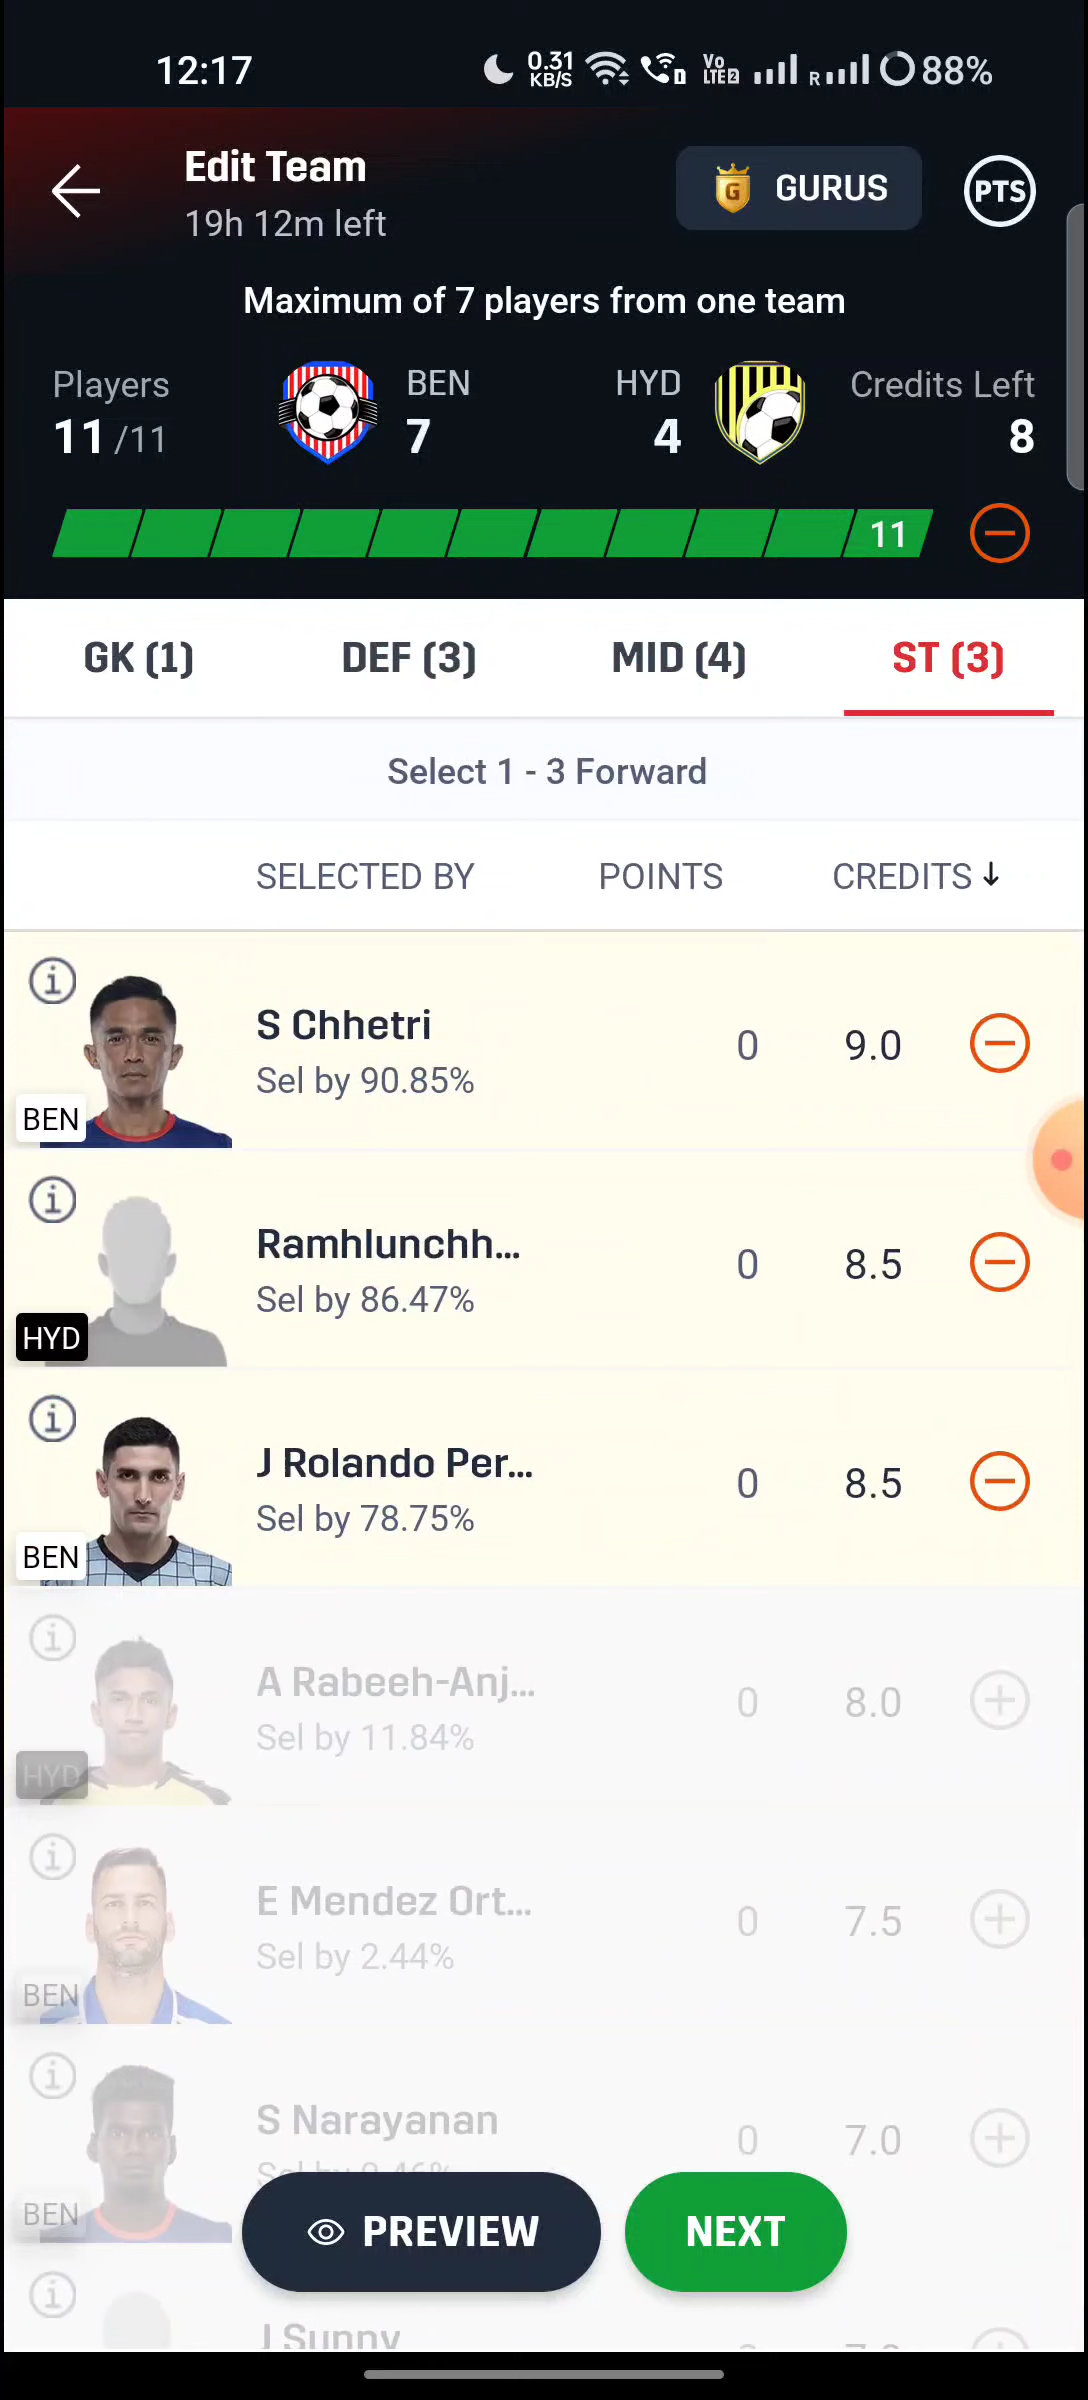 12:17
0.31 KB/S
Vo LTE2
R
88%
Edit Team
19h 12m left
G GURUS
PTS
Maximum of 7 players from one team
Players
11/11
BEN
7
HYD
4
Credits Left
8
11
GK (1)
DEF (3)
MID (4)
ST (3)
Select 1 - 3 Forward
SELECTED BY
POINTS
CREDITS ↓
S Chhetri
Sel by 90.85%
0
9.0
BEN
Ramhlunchh...
Sel by 86.47%
0
8.5
HYD
J Rolando Per...
Sel by 78.75%
0
8.5
BEN
A Rabeeh-Anj...
Sel by 11.84%
0
8.0
HYD
E Mendez Ort...
Sel by 2.44%
0
7.5
BEN
S Narayanan
0
7.0
BEN
PREVIEW
NEXT
J Sunny